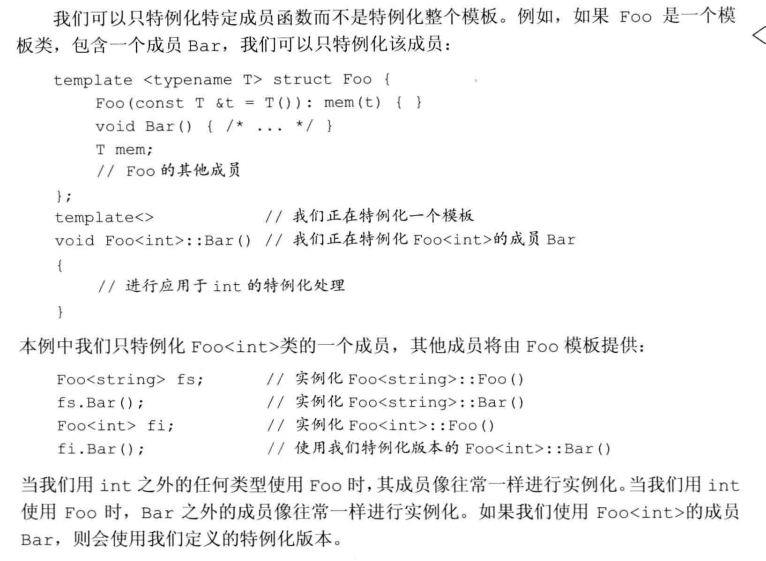 我们可以只特例化特定成员函数而不是特例化整个模板。例如，如果 Foo 是一个模
板类，包含一个成员 Bar，我们可以只特例化该成员：
template <typename T> struct Foo {
    Foo(const T &t = T()): mem(t) { }
    void Bar() { /* ... */ }
    T mem;
    // Foo 的其他成员
};
template<>           // 我们正在特例化一个模板
void Foo<int>::Bar() // 我们正在特例化 Foo<int>的成员 Bar
{
    // 进行应用于 int 的特例化处理
}
本例中我们只特例化 Foo<int>类的一个成员，其他成员将由 Foo 模板提供：
Foo<string> fs;      // 实例化 Foo<string>::Foo()
fs.Bar();            // 实例化 Foo<string>::Bar()
Foo<int> fi;         // 实例化 Foo<int>::Foo()
fi.Bar();            // 使用我们特例化版本的 Foo<int>::Bar()
当我们用 int 之外的任何类型使用 Foo 时，其成员像往常一样进行实例化。当我们用 int
使用 Foo 时，Bar 之外的成员像往常一样进行实例化。如果我们使用 Foo<int>的成员
Bar，则会使用我们定义的特例化版本。